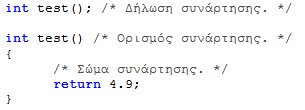 int test(); /* Δήλωση συνάρτησης. */
int test() /* Ορισμός συνάρτησης. */
{
/* Σώμα συνάρτησης. */
return 4.9;
}